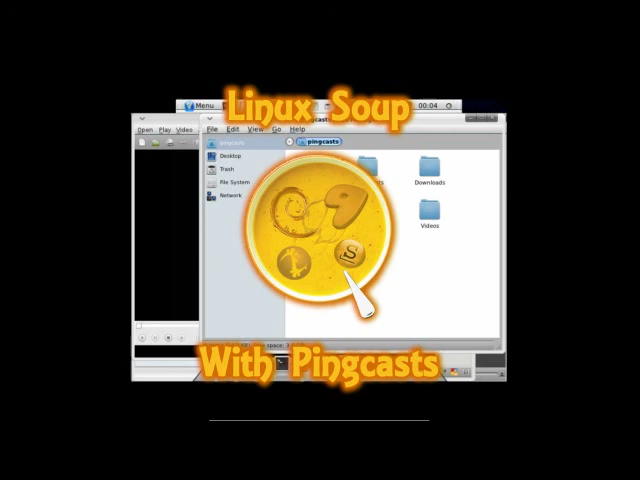 Menu
00:04
Linux Soup
Open Play Video
File Edit View Go Help
pingcasts
pingcasts
Desktop
Trash
File System
Network
Downloads
Videos
With Pingcasts